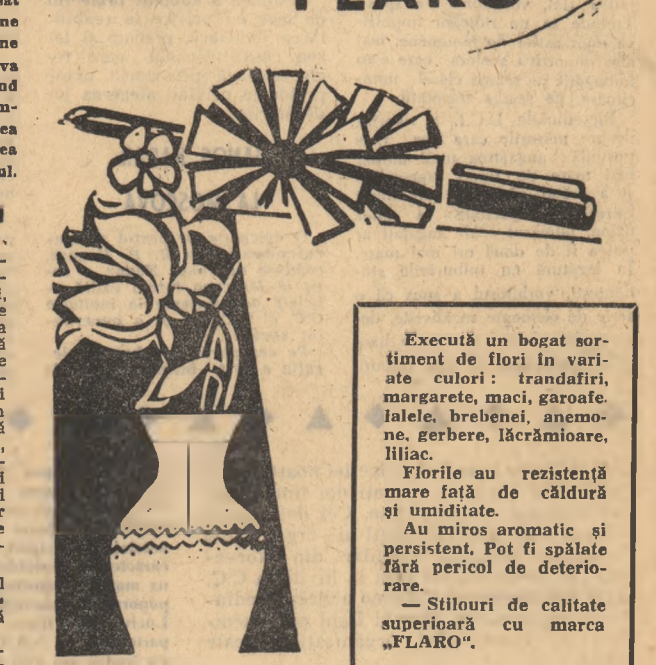 FLARO
Execută un bogat sor-
timent de flori în vari-
ate culori : trandafiri,
margarete, maci, garoafe.
lalele, brebenei, anemo-
ne, gerbere, lăcrămioare,
liliac.
Florile au rezistență
mare față de căldură
și umiditate.
Au miros aromatic și
persistent. Pot fi spălate
fără pericol de deterio-
rare.
— Stilouri de calitate
superioară cu marca
„FLARO“.